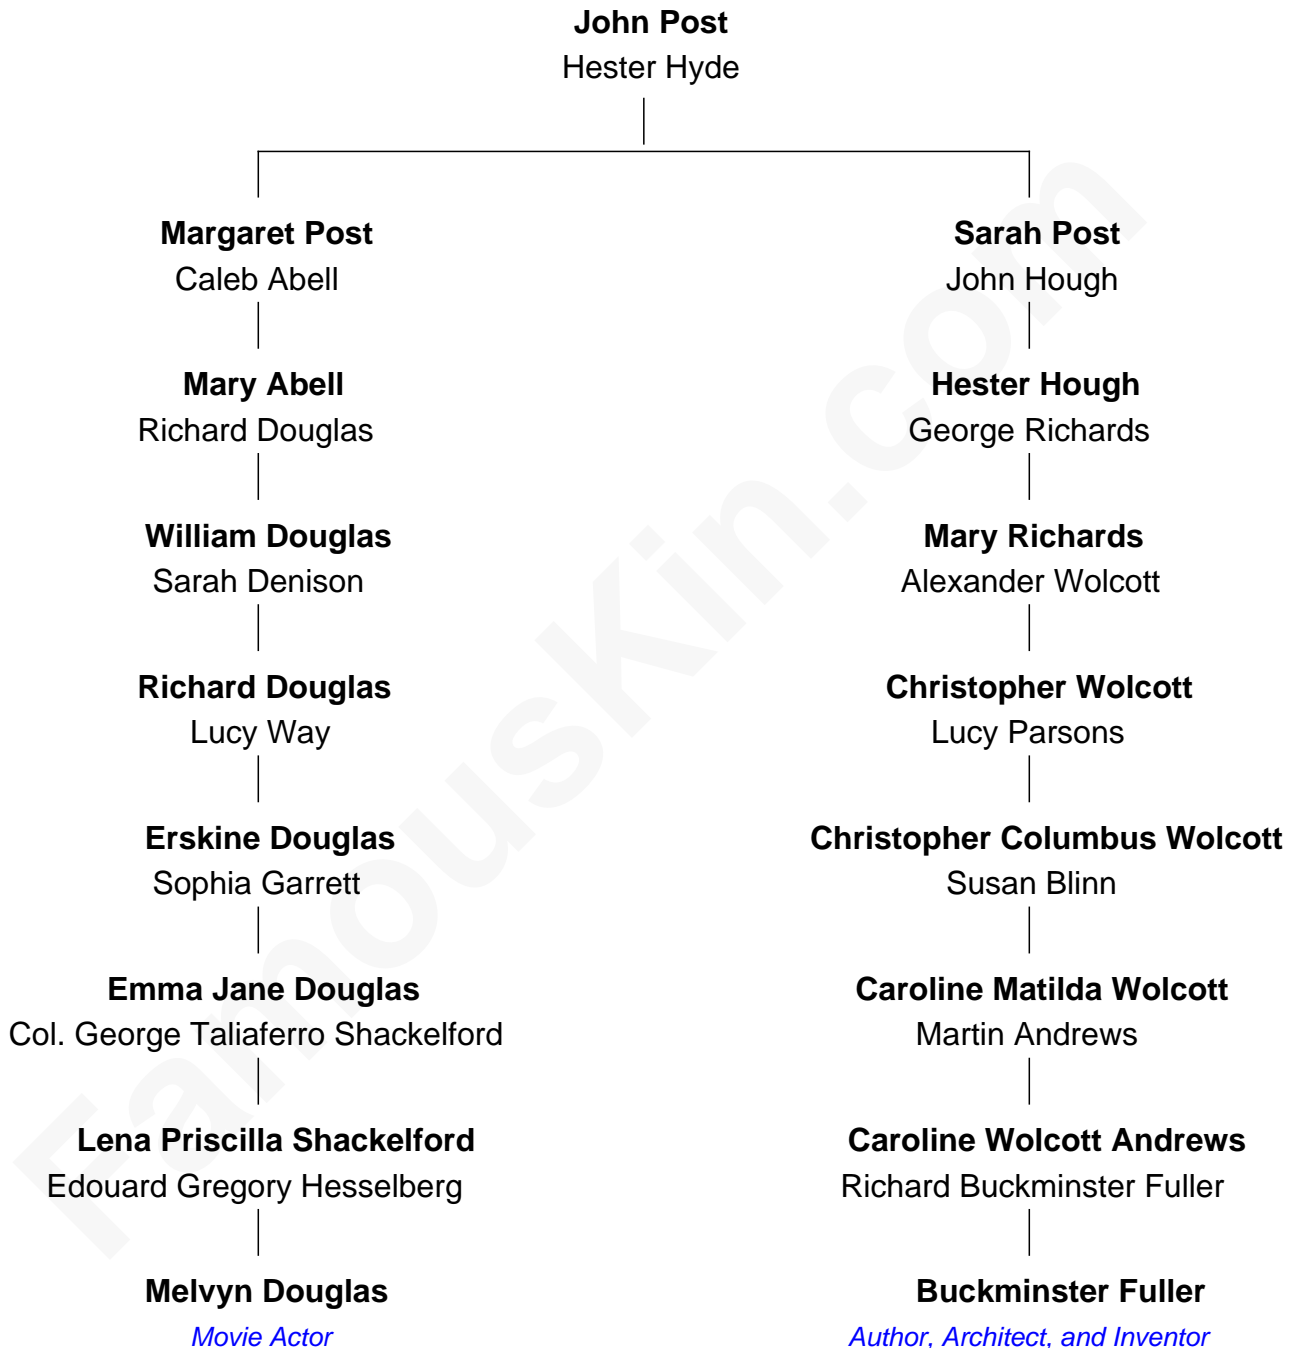 John Post
Hester Hyde
Margaret Post
Caleb Abell
Sarah Post
John Hough
Mary Abell
Richard Douglas
Hester Hough
George Richards
William Douglas
Sarah Denison
Mary Richards
Alexander Wolcott
Richard Douglas
Lucy Way
Christopher Wolcott
Lucy Parsons
Erskine Douglas
Sophia Garrett
Christopher Columbus Wolcott
Susan Blinn
Emma Jane Douglas
Col. George Taliaferro Shackelford
Caroline Matilda Wolcott
Martin Andrews
Lena Priscilla Shackelford
Edouard Gregory Hesselberg
Caroline Wolcott Andrews
Richard Buckminster Fuller
Melvyn Douglas
Movie Actor
Buckminster Fuller
Author, Architect, and Inventor
FamousKin.com